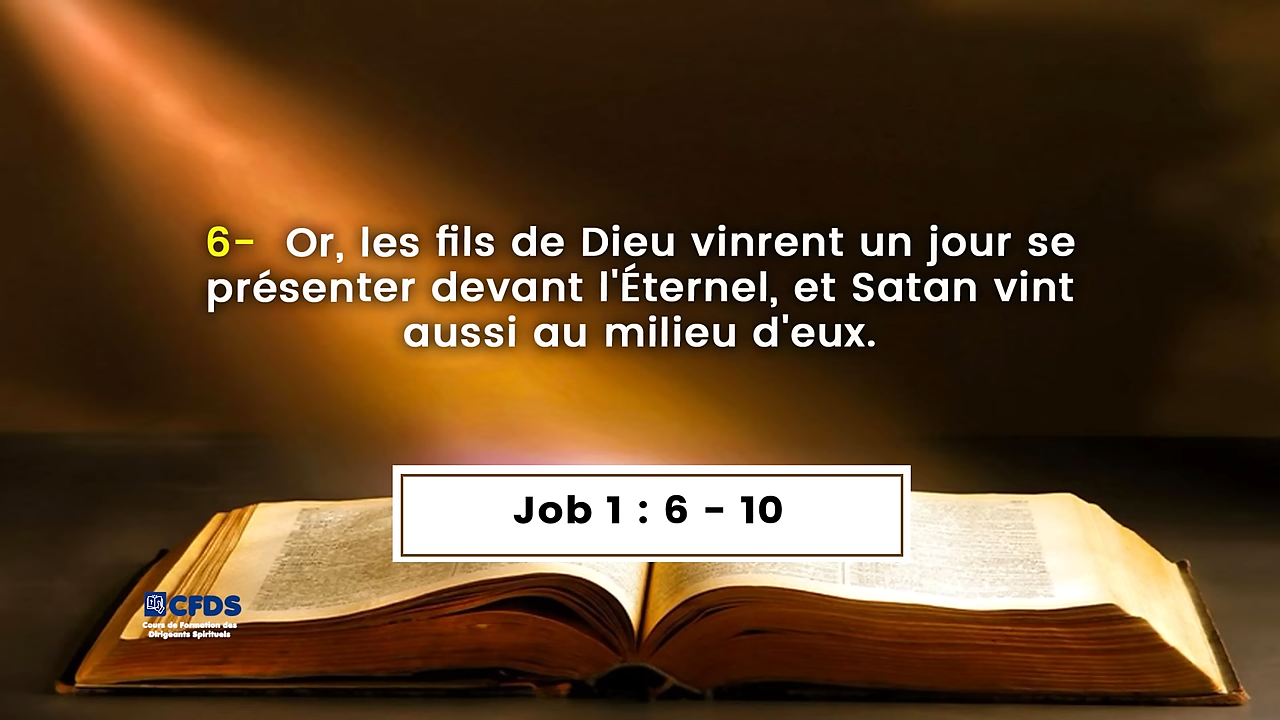 6- Or, les fils de Dieu vinrent un jour se
présenter devant l'Éternel, et Satan vint
aussi au milieu d'eux.
Job 1 : 6 - 10
CFDS
Cours de Formation des
Dirigeants Spirituels